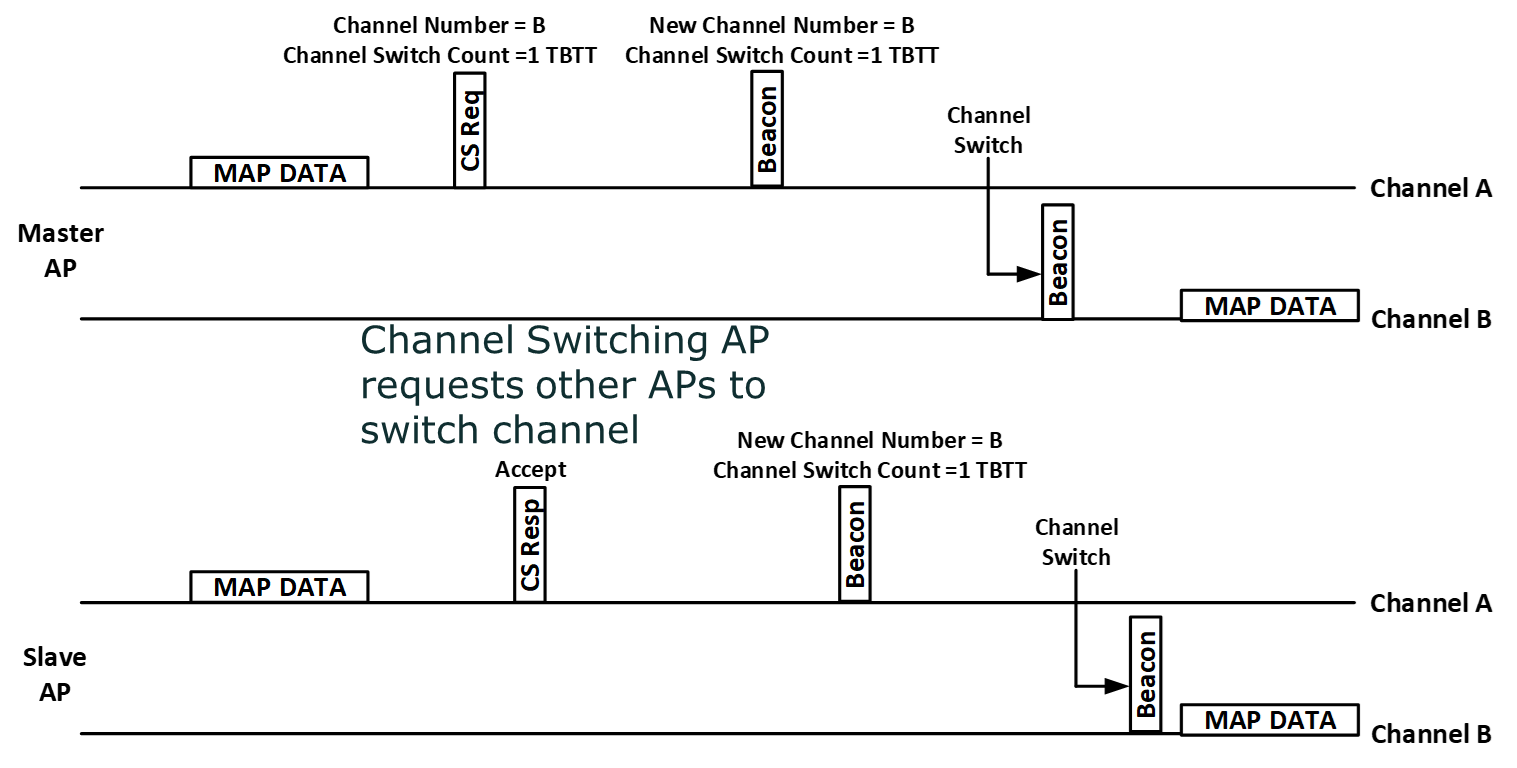 Channel Number = B
Channel Switch Count =1 TBTT
New Channel Number = B
Channel Switch Count =1 TBTT
CS Req
Beacon
Channel
Switch
MAP DATA
Channel A
Master
AP
Beacon
MAP DATA
Channel B
Channel Switching AP
requests other APs to
switch channel
Accept
New Channel Number = B
Channel Switch Count =1 TBTT
CS Resp
Beacon
Channel
Switch
MAP DATA
Channel A
Slave
AP
Beacon
MAP DATA
Channel B